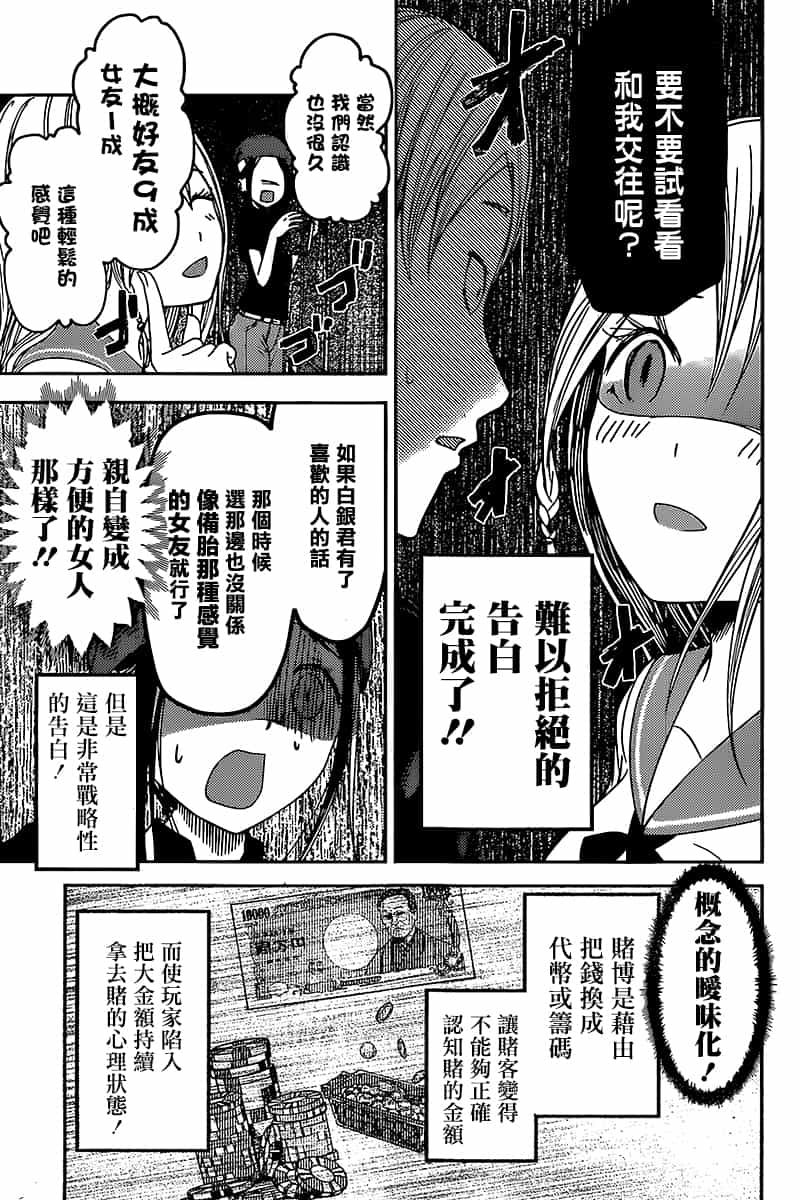 要不要試看看
和我交往呢？
難以拒絕的
告白
完成了!!
當然
我們認識
也沒很久
大概好友9成
女友1成
這種輕鬆的
感覺吧
如果白銀君有了
喜歡的人的話
那個時候
選那邊也沒關係
像備胎那種感覺
的女友就行了
親自變成
方便的女人
那樣了!!
但是
這是非常戰略性
的告白!
概念的曖昧化!
賭博是藉由
把錢換成
代幣或籌碼
讓賭客變得
不能夠正確
認知賭的金額
而使玩家陷入
把大金額持續
拿去賭的心理狀態!